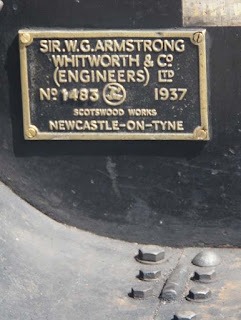 SIR.W.G.ARMSTRONG
WHITWORTH & Cº
(ENGINEERS) LTD
Nº 1483 1937
SCOTSWOOD WORKS
NEWCASTLE-ON-TYNE